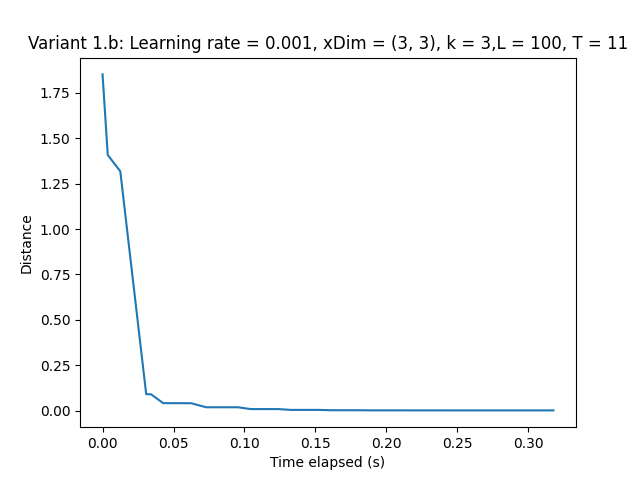 Variant 1.b: Learning rate = 0.001, xDim = (3, 3), k = 3,L = 100, T = 11
1.75
1.50
1.25
1.00
0.75
0.50
0.25
0.00
Distance
0.00 0.05 0.10 0.15 0.20 0.25 0.30
Time elapsed (s)